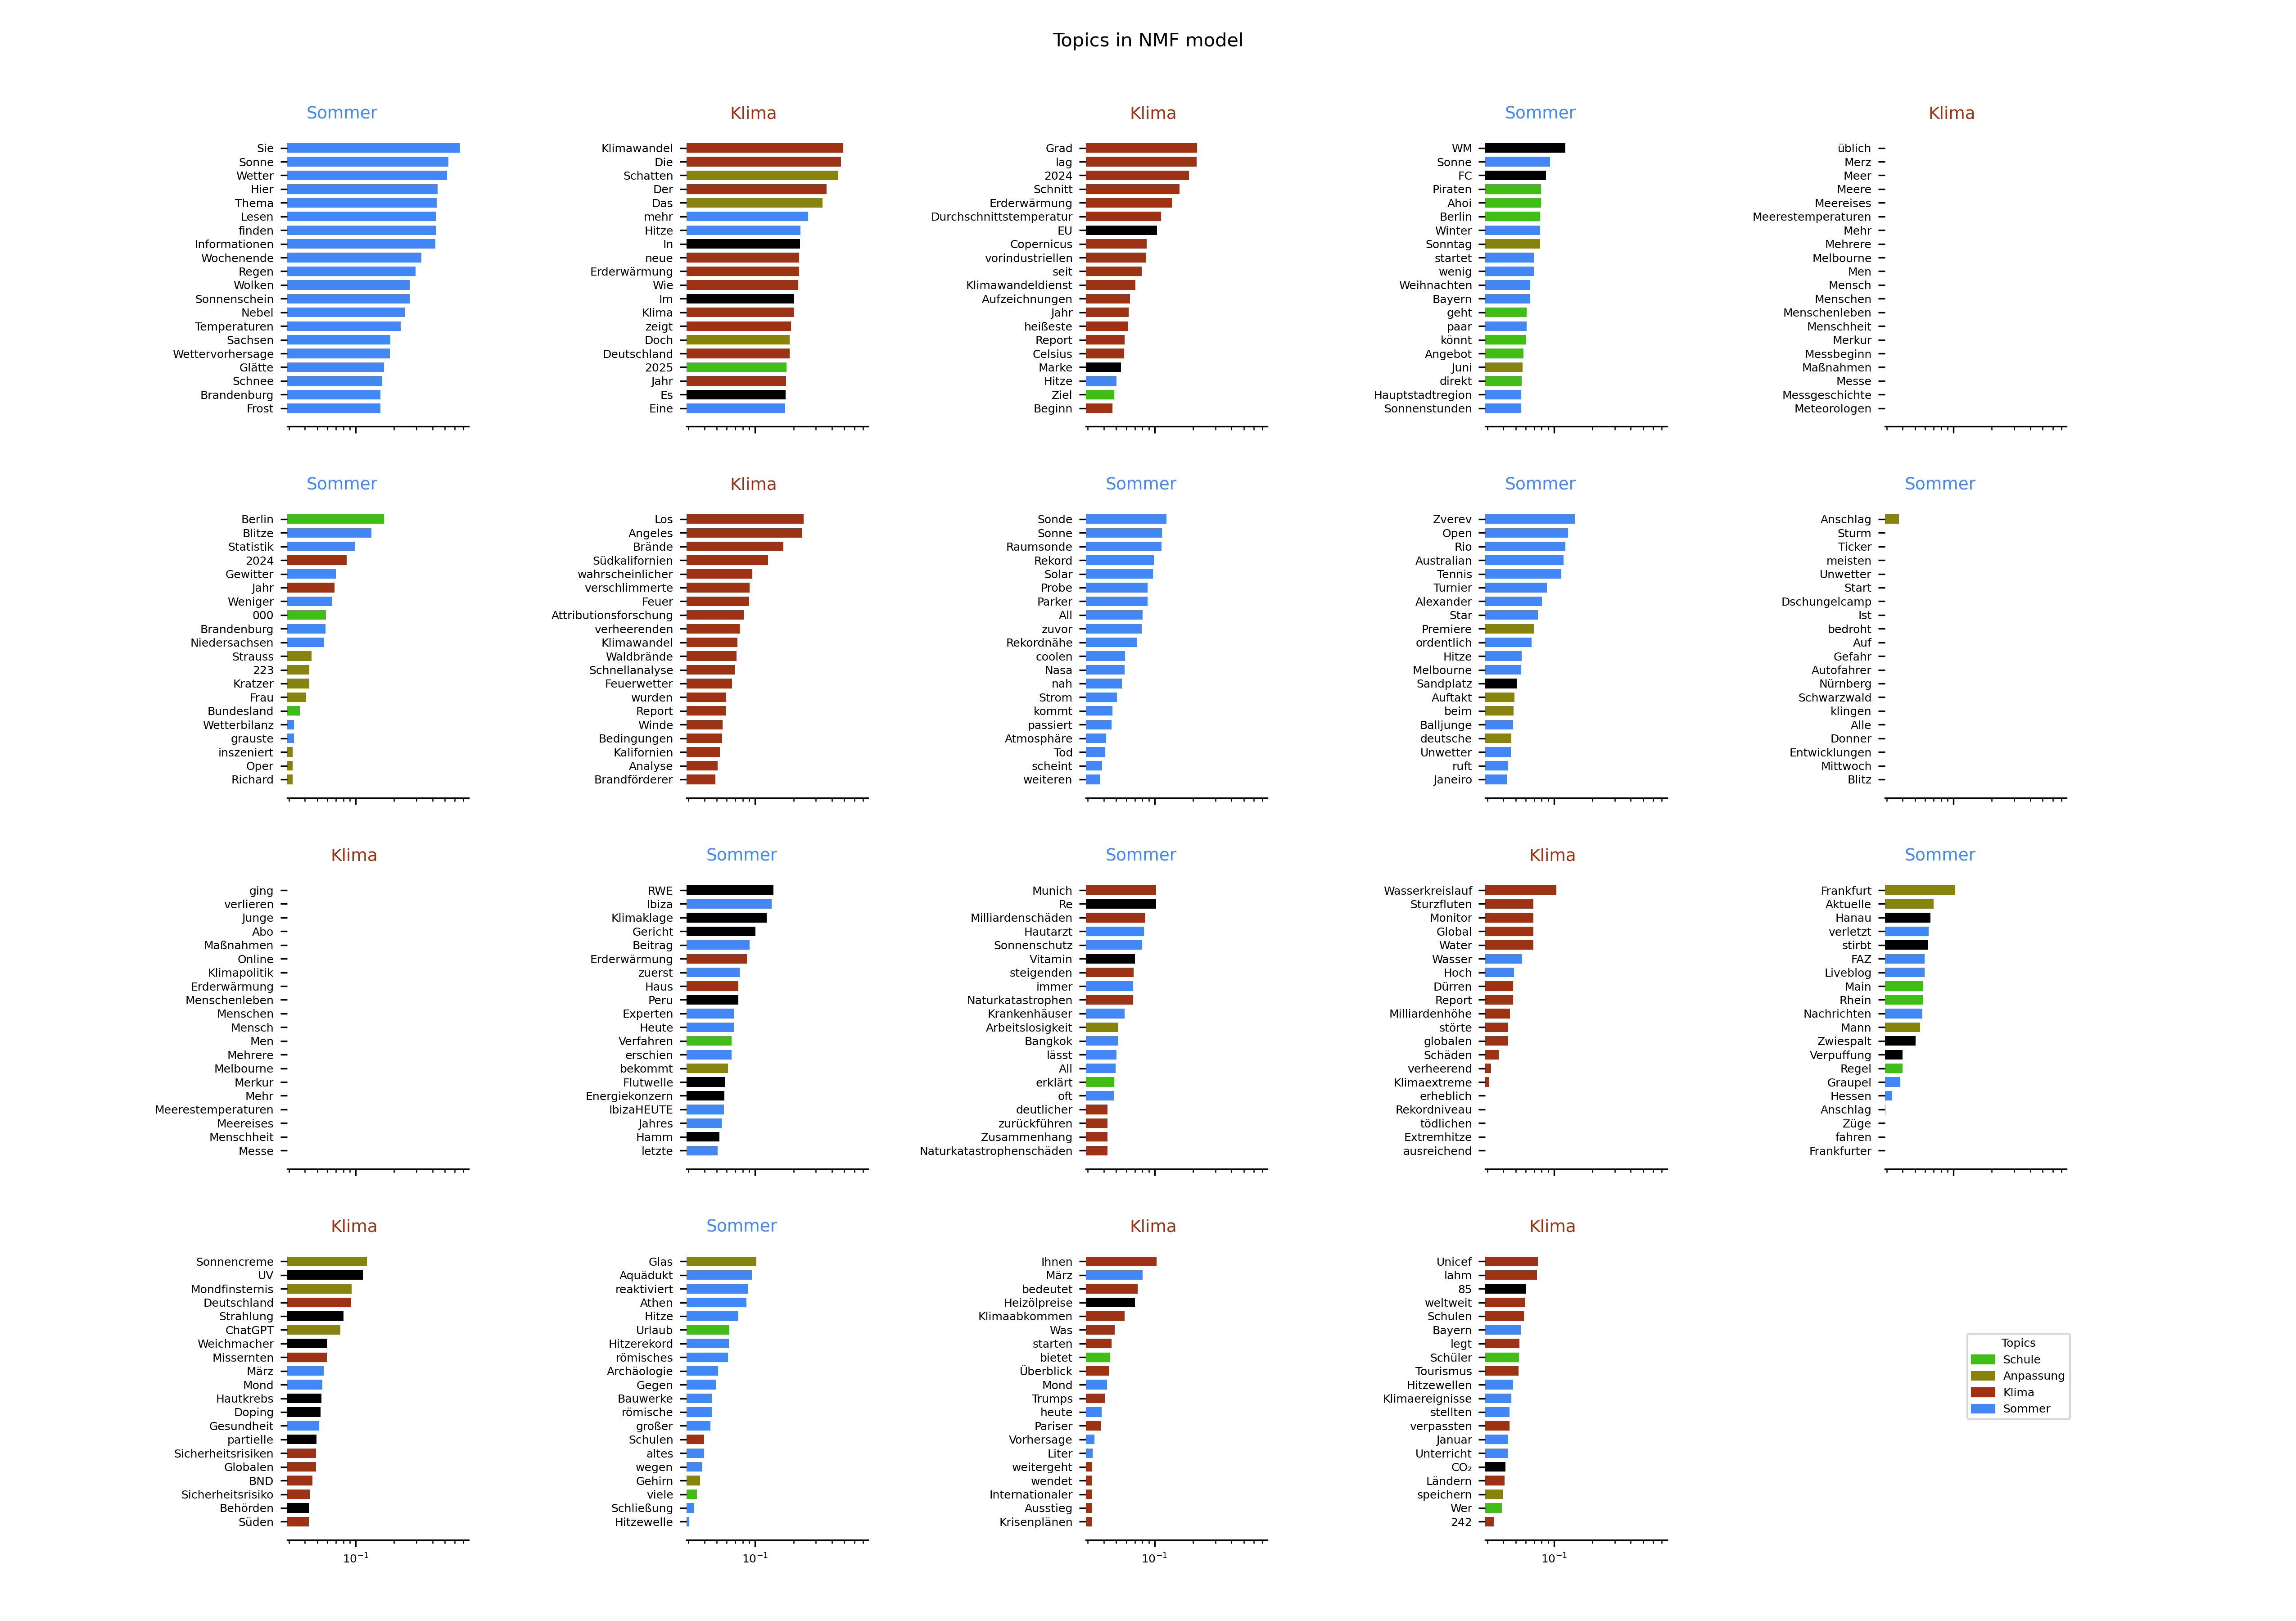 Topics in NMF model
Sommer
Sie
Sonne
Wetter
Hier
Thema
Lesen
finden
Informationen
Wochenende
Regen
Wolken
Sonnenschein
Nebel
Temperaturen
Sachsen
Wettervorhersage
Glätte
Schnee
Brandenburg
Frost
Klima
Klimawandel
Die
Schatten
Der
Das
mehr
Hitze
In
neue
Erderwärmung
Wie
Im
Klima
zeigt
Doch
Deutschland
2025
Jahr
Es
Eine
Klima
Grad
lag
2024
Schnitt
Erderwärmung
Durchschnittstemperatur
EU
Copernicus
vorindustriellen
seit
Klimawandeldienst
Aufzeichnungen
Jahr
heißeste
Report
Celsius
Marke
Hitze
Ziel
Beginn
Sommer
WM
Sonne
FC
Piraten
Ahoi
Berlin
Winter
Sonntag
startet
wenig
Weihnachten
Bayern
geht
paar
könnt
Angebot
Juni
direkt
Hauptstadtregion
Sonnenstunden
Klima
üblich
Merz
Meer
Meere
Meereises
Meerestemperaturen
Mehr
Mehrere
Melbourne
Men
Mensch
Menschen
Menschenleben
Menschheit
Merkur
Messbeginn
Maßnahmen
Messe
Messgeschichte
Meteorologen
Sommer
Berlin
Blitze
Statistik
2024
Gewitter
Jahr
Weniger
000
Brandenburg
Niedersachsen
Strauss
223
Kratzer
Frau
Bundesland
Wetterbilanz
grauste
inszeniert
Oper
Richard
Klima
Los
Angeles
Brände
Südkalifornien
wahrscheinlicher
verschlimmerte
Feuer
Attributionsforschung
verheerenden
Klimawandel
Waldbrände
Schnellanalyse
Feuerwetter
wurden
Report
Winde
Bedingungen
Kalifornien
Analyse
Brandförderer
Sommer
Sonde
Sonne
Raumsonde
Rekord
Solar
Probe
Parker
All
zuvor
Rekordnähe
coolen
Nasa
nah
Strom
kommt
passiert
Atmosphäre
Tod
scheint
weiteren
Sommer
Zverev
Open
Rio
Australian
Tennis
Turnier
Alexander
Star
Premiere
ordentlich
Hitze
Melbourne
Sandplatz
Auftakt
beim
Balljunge
deutsche
Unwetter
ruft
Janeiro
Sommer
Anschlag
Sturm
Ticker
meisten
Unwetter
Start
Dschungelcamp
Ist
bedroht
Auf
Gefahr
Autofahrer
Nürnberg
Schwarzwald
klingen
Alle
Donner
Entwicklungen
Mittwoch
Blitz
Klima
ging
verlieren
Junge
Abo
Maßnahmen
Online
Klimapolitik
Erderwärmung
Menschenleben
Menschen
Mensch
Men
Mehrere
Melbourne
Merkur
Mehr
Meerestemperaturen
Meereises
Menschheit
Messe
Sommer
RWE
Ibiza
Klimaklage
Gericht
Beitrag
Erderwärmung
zuerst
Haus
Peru
Experten
Heute
Verfahren
erschien
bekommt
Flutwelle
Energiekonzern
IbizaHEUTE
Jahres
Hamm
letzte
Sommer
Munich
Re
Milliardenschäden
Hautarzt
Sonnenschutz
Vitamin
steigenden
immer
Naturkatastrophen
Krankenhäuser
Arbeitslosigkeit
Bangkok
lässt
All
erklärt
oft
deutlicher
zurückführen
Zusammenhang
Naturkatastrophenschäden
Klima
Wasserkreislauf
Sturzfluten
Monitor
Global
Water
Wasser
Hoch
Dürren
Report
Milliardenhöhe
störte
globalen
Schäden
verheerend
Klimaextreme
erheblich
Rekordniveau
tödlichen
Extremhitze
ausreichend
Sommer
Frankfurt
Aktuelle
Hanau
verletzt
stirbt
FAZ
Liveblog
Main
Rhein
Nachrichten
Mann
Zwiespalt
Verpuffung
Regel
Graupel
Hessen
Anschlag
Züge
fahren
Frankfurter
Klima
Sonnencreme
UV
Mondfinsternis
Deutschland
Strahlung
ChatGPT
Weichmacher
Missernten
März
Mond
Hautkrebs
Doping
Gesundheit
partielle
Sicherheitsrisiken
Globalen
BND
Sicherheitsrisiko
Behörden
Süden
10⁻¹
Sommer
Glas
Aquädukt
reaktiviert
Athen
Hitze
Urlaub
Hitzerekord
römisches
Archäologie
Gegen
Bauwerke
römische
großer
Schulen
altes
wegen
Gehirn
viele
Schließung
Hitzewelle
10⁻¹
Klima
Ihnen
März
bedeutet
Heizölpreise
Klimaabkommen
Was
starten
bietet
Überblick
Mond
Trumps
heute
Pariser
Vorhersage
Liter
weitergeht
wendet
Internationaler
Ausstieg
Krisenplänen
10⁻¹
Klima
Unicef
lahm
85
weltweit
Schulen
Bayern
legt
Schüler
Tourismus
Hitzewellen
Klimaereignisse
stellten
verpassten
Januar
Unterricht
CO₂
Ländern
speichern
Wer
242
10⁻¹
Topics
Schule
Anpassung
Klima
Sommer